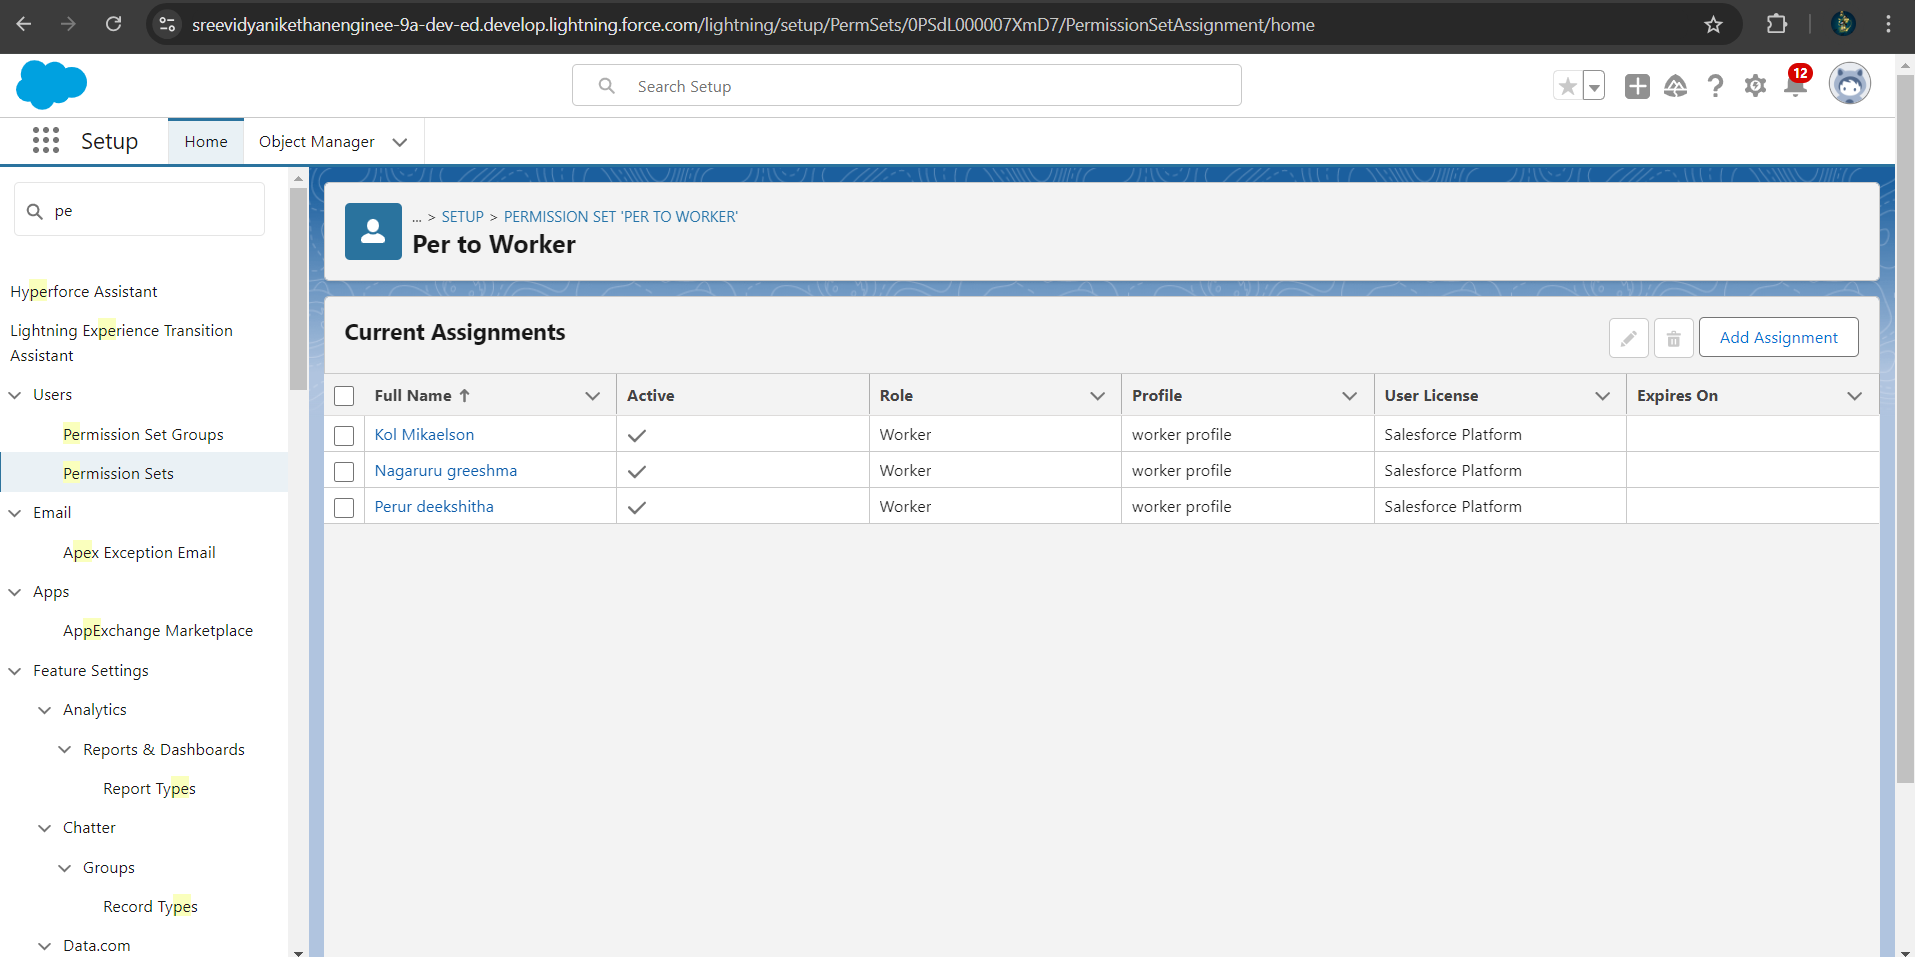 sreevidyanikethanenginee-9a-dev-ed.develop.lightning.force.com/lightning/setup/PermSets/0PSdL000007XmD7/PermissionSetAssignment/home
Search Setup
12
Setup
Home
Object Manager
pe
Hyperforce Assistant
Lightning Experience Transition
Assistant
Users
Permission Set Groups
Permission Sets
Email
Apex Exception Email
Apps
AppExchange Marketplace
Feature Settings
Analytics
Reports & Dashboards
Report Types
Chatter
Groups
Record Types
Data.com
... > SETUP > PERMISSION SET 'PER TO WORKER'
Per to Worker
Current Assignments
Add Assignment
Full Name Active Role Profile User License Expires On
Kol Mikaelson Worker worker profile Salesforce Platform
Nagaruru greeshma Worker worker profile Salesforce Platform
Perur deekshitha Worker worker profile Salesforce Platform